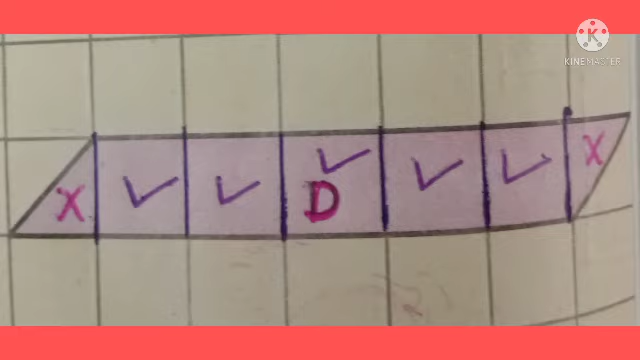 K
KINEMASTER
X ✓ ✓ ✓ ✓ ✓ X
D